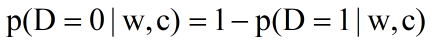 p(D = 0 | w, c) = 1 − p(D = 1 | w, c)